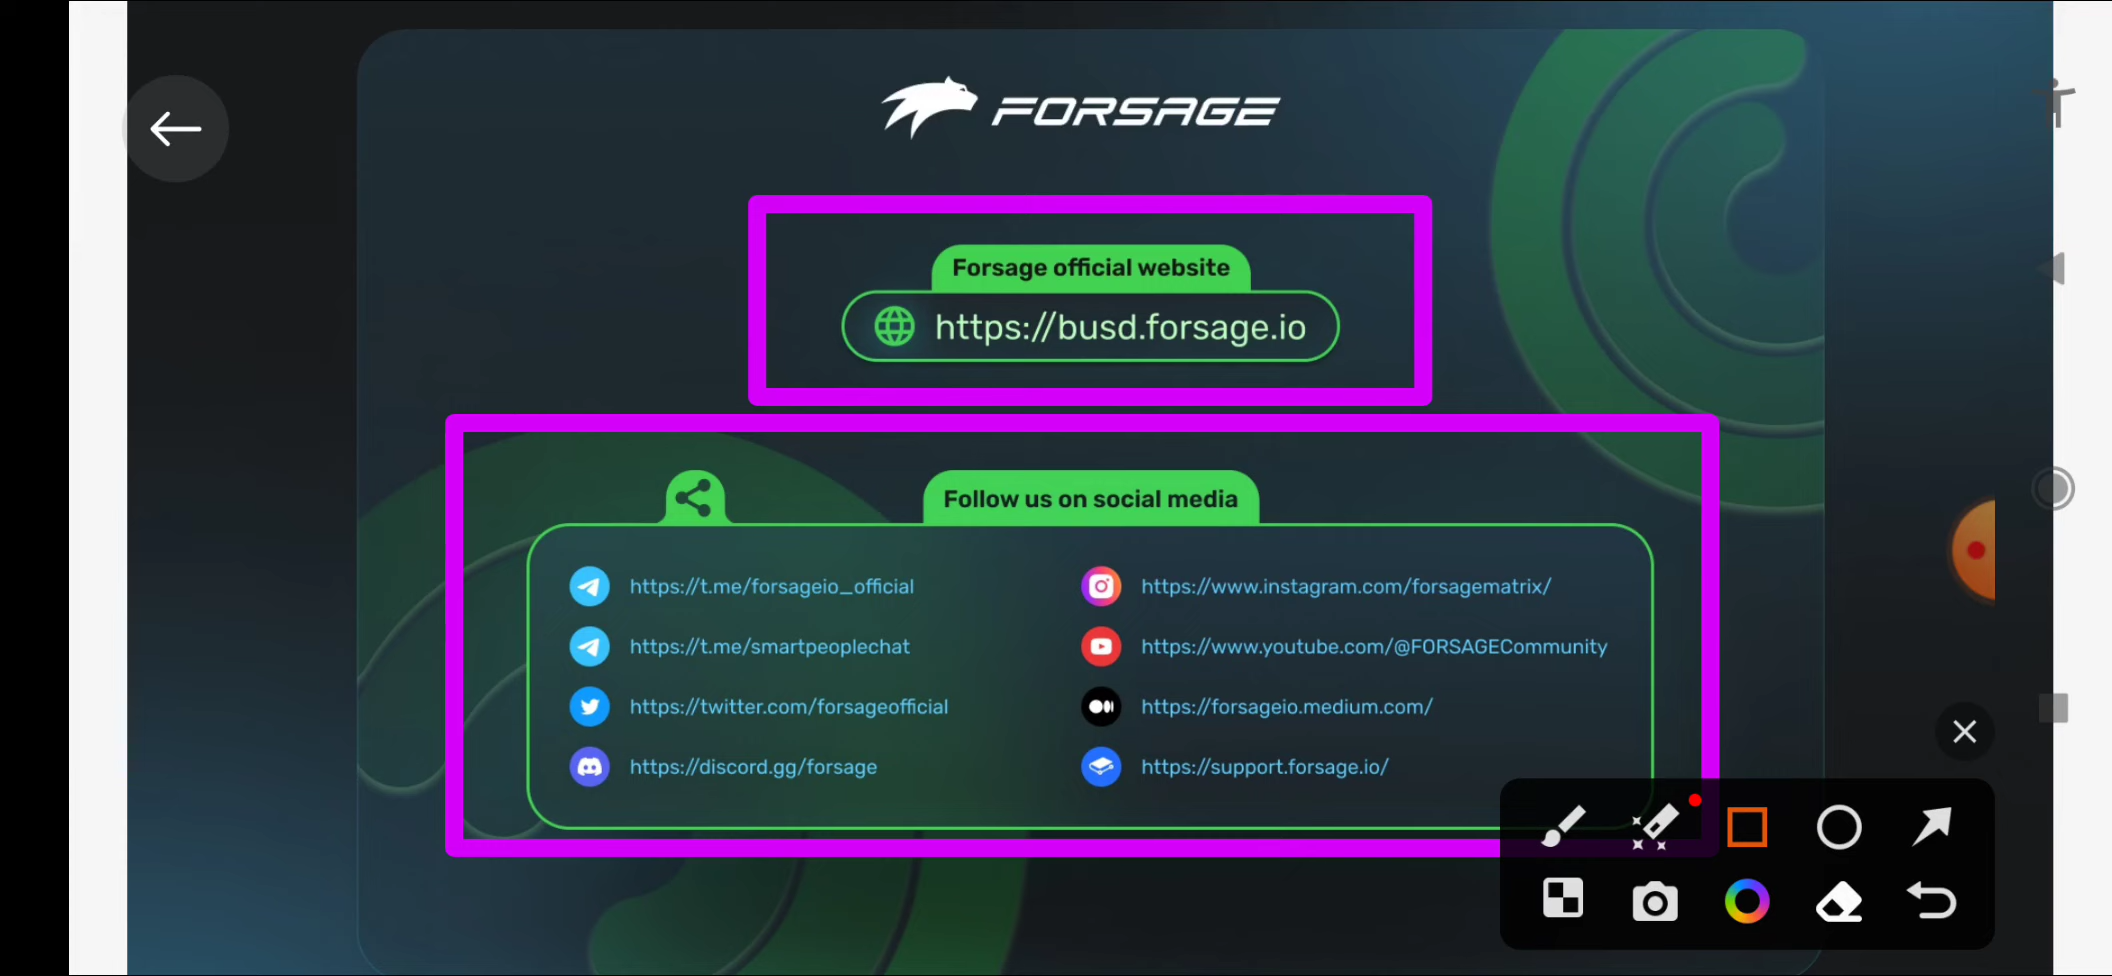 FORSAGE
Forsage official website
https://busd.forsage.io
Follow us on social media
https://t.me/forsageio_official
https://t.me/smartpeoplechat
https://twitter.com/forsageofficial
https://discord.gg/forsage
https://www.instagram.com/forsagematrix/
https://www.youtube.com/@FORSAGECommunity
https://forsageio.medium.com/
https://support.forsage.io/